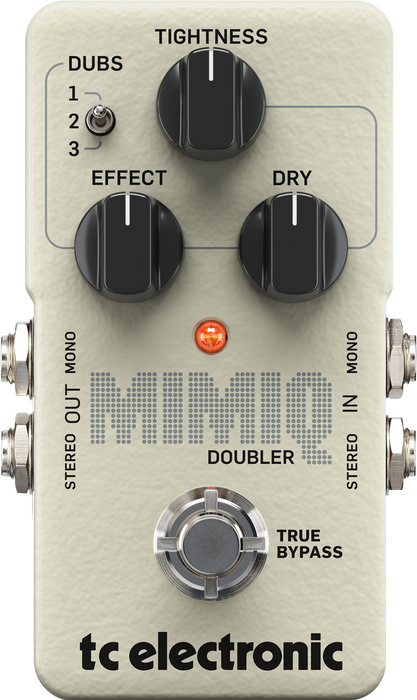 TIGHTNESS
DUBS
1
2
3
EFFECT
DRY
MONO
STEREO
OUT
MIMIQ
DOUBLER
MONO
STEREO
IN
TRUE
BYPASS
tc electronic